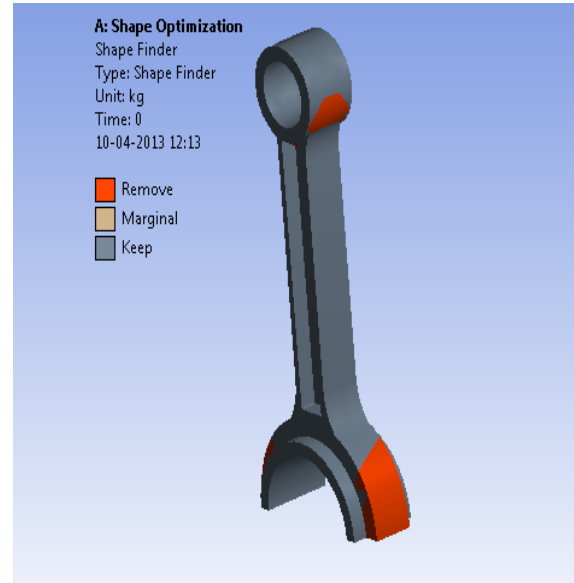 A: Shape Optimization
Shape Finder
Type: Shape Finder
Unit: kg
Time: 0
10-04-2013 12:13
Remove
Marginal
Keep